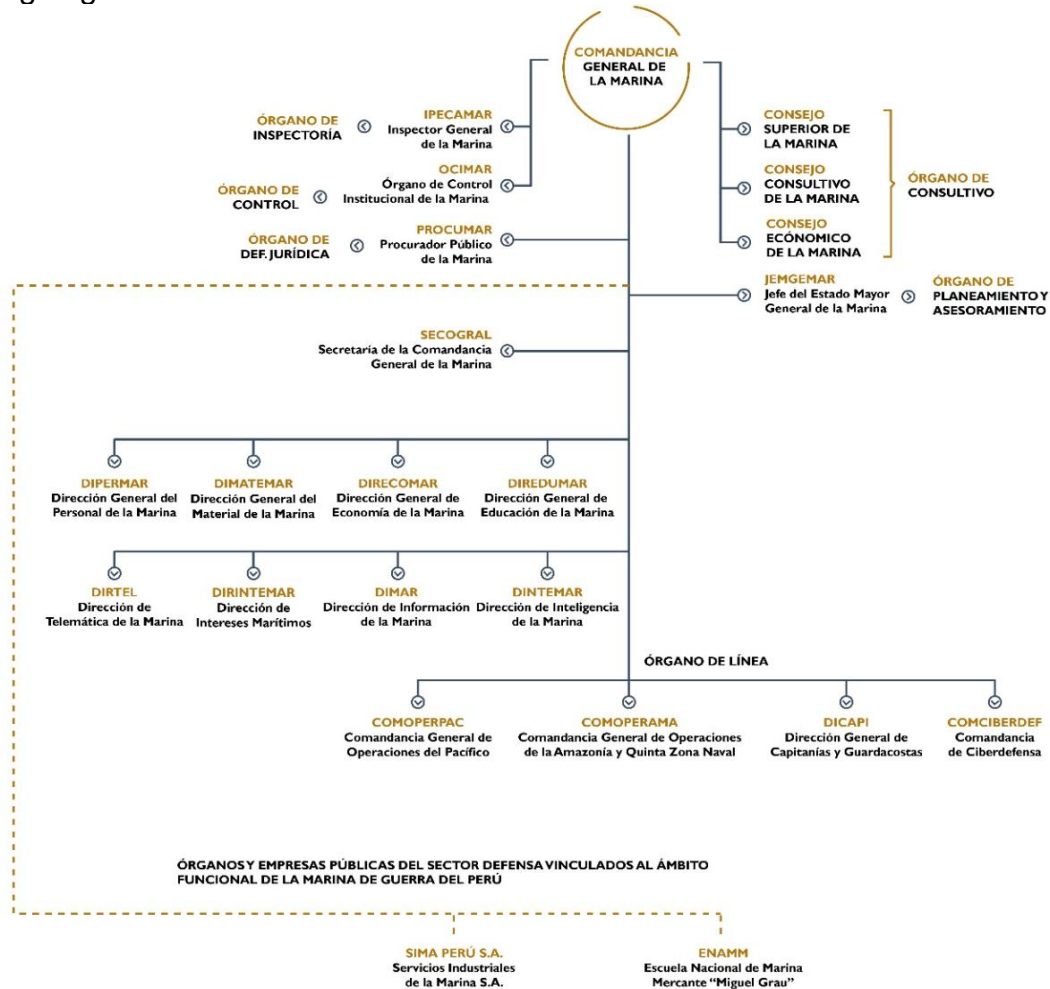 COMANDANCIA
GENERAL DE
LA MARINA
ÓRGANO DE
INSPECTORÍA
IPECAMAR
Inspector General
de la Marina
OCIMAR
Órgano de Control
Institucional de la Marina
ÓRGANO DE
CONTROL
PROCUMAR
Procurador Público
de la Marina
ÓRGANO DE
DEF. JURÍDICA
CONSEJO
SUPERIOR DE
LA MARINA
CONSEJO
CONSULTIVO
DE LA MARINA
CONSEJO
ECÓNOMICO
DE LA MARINA
ÓRGANO DE
CONSULTIVO
JEMGEMAR
Jefe del Estado Mayor
General de la Marina
ÓRGANO DE
PLANEAMIENTO Y
ASESORAMIENTO
SECOGRAL
Secretaría de la Comandancia
General de la Marina
DIPERMAR
Dirección General del
Personal de la Marina
DIMATEMAR
Dirección General del
Material de la Marina
DIRECOMAR
Dirección General de
Economía de la Marina
DIREDUMAR
Dirección General de
Educación de la Marina
DIRTEL
Dirección de
Telemática de la Marina
DIRINTEMAR
Dirección de
Intereses Marítimos
DIMAR
Dirección de Información
de la Marina
DINTEMAR
Dirección de Inteligencia
de la Marina
ÓRGANO DE LÍNEA
COMOPERPAC
Comandancia General de
Operaciones del Pacífico
COMOPERAMA
Comandancia General de Operaciones
de la Amazonía y Quinta Zona Naval
DICAPI
Dirección General de
Capitanías y Guardacostas
COMCIBERDEF
Comandancia
de Ciberdefensa
ÓRGANOS Y EMPRESAS PÚBLICAS DEL SECTOR DEFENSA VINCULADOS AL ÁMBITO
FUNCIONAL DE LA MARINA DE GUERRA DEL PERÚ
SIMA PERÚ S.A.
Servicios Industriales
de la Marina S.A.
ENAMM
Escuela Nacional de Marina
Mercante “Miguel Grau”